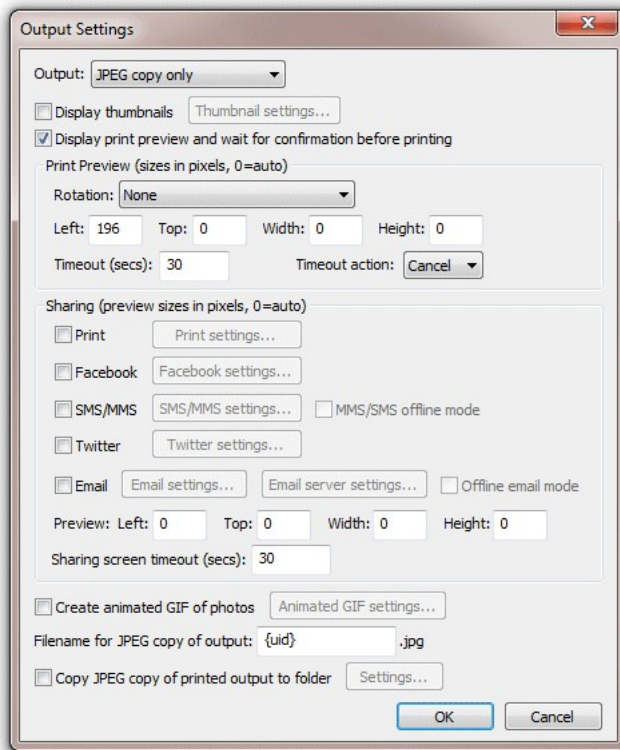 Output Settings
Output: JPEG copy only
Display thumbnails Thumbnail settings...
Display print preview and wait for confirmation before printing
Print Preview (sizes in pixels, 0=auto)
Rotation: None
Left: 196 Top: 0 Width: 0 Height: 0
Timeout (secs): 30 Timeout action: Cancel
Sharing (preview sizes in pixels, 0=auto)
Print Print settings...
Facebook Facebook settings...
SMS/MMS SMS/MMS settings... MMS/SMS offline mode
Twitter Twitter settings...
Email Email settings... Email server settings... Offline email mode
Preview: Left: 0 Top: 0 Width: 0 Height: 0
Sharing screen timeout (secs): 30
Create animated GIF of photos Animated GIF settings...
Filename for JPEG copy of output: {uid} .jpg
Copy JPEG copy of printed output to folder Settings...
OK Cancel